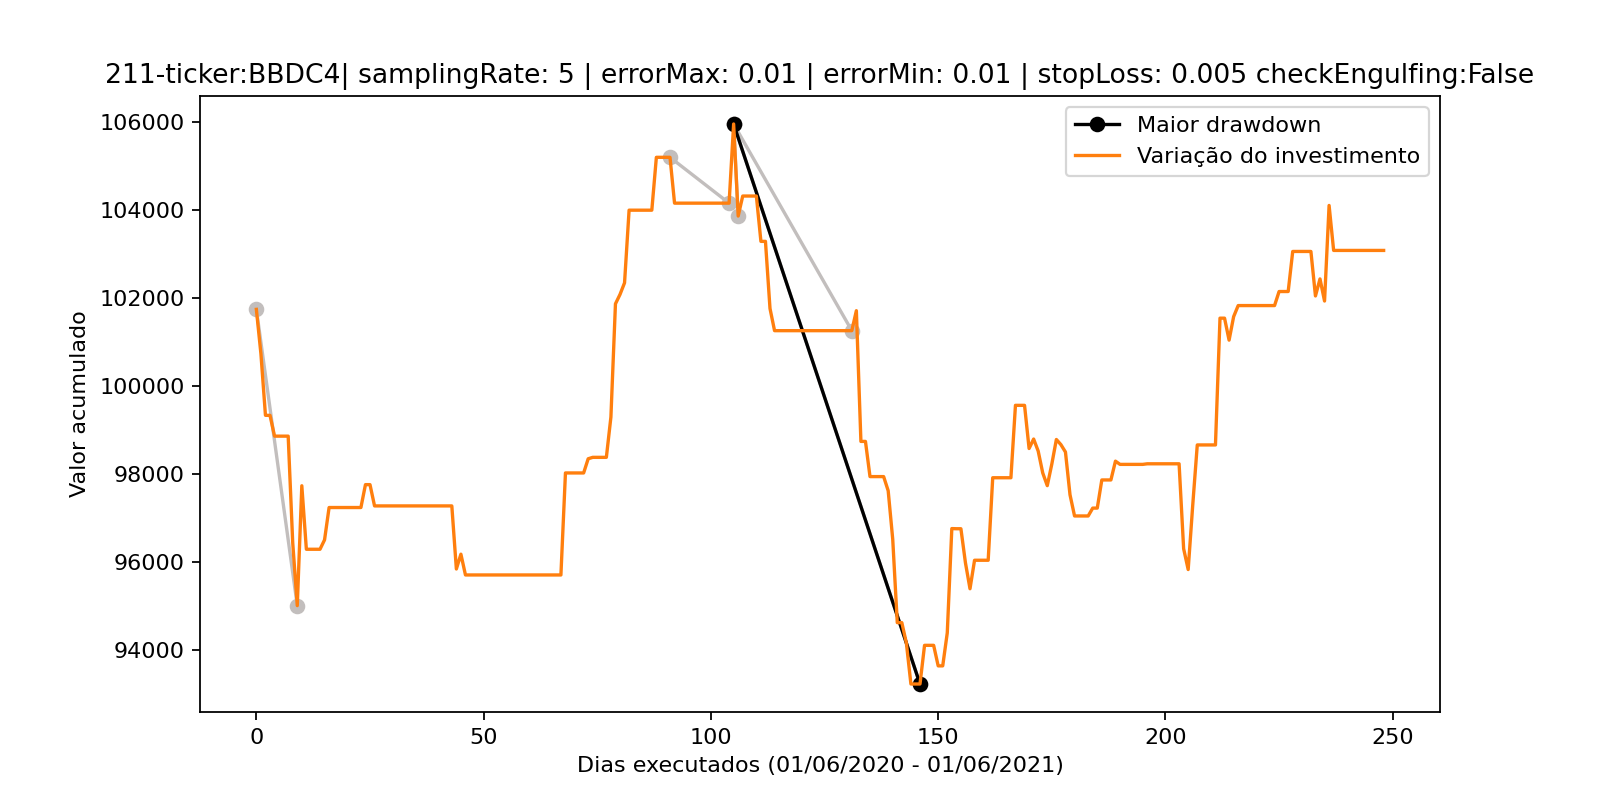 211-ticker:BBDC4| samplingRate: 5 | errorMax: 0.01 | errorMin: 0.01 | stopLoss: 0.005 checkEngulfing:False
Maior drawdown
Variação do investimento
Valor acumulado
106000
104000
102000
100000
98000
96000
94000
0
50
100
150
200
250
Dias executados (01/06/2020 - 01/06/2021)